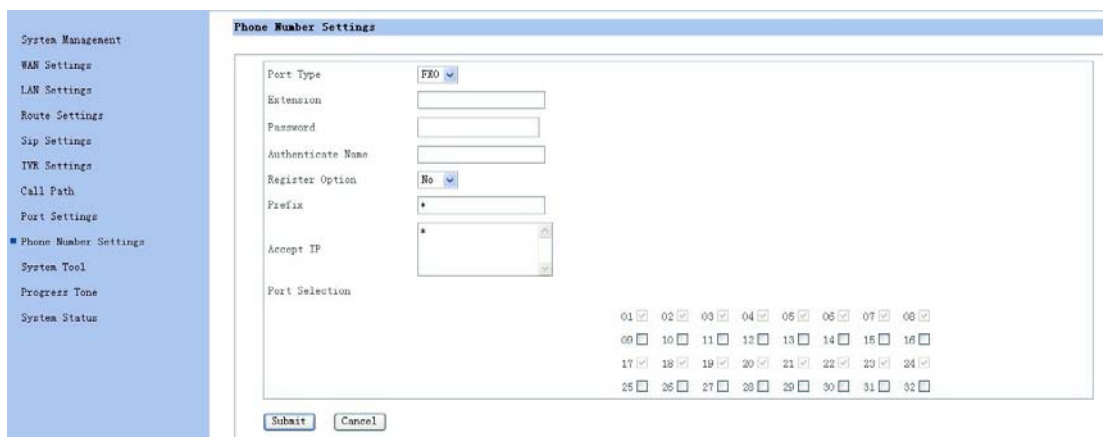 System Management
WAN Settings
LAN Settings
Route Settings
Sip Settings
IVR Settings
Call Path
Port Settings
Phone Number Settings
System Tool
Progress Tone
System Status
Phone Number Settings
Port Type FXO
Extension
Password
Authenticate Name
Register Option No
Prefix *
Accept IP *
Port Selection
01 02 03 04 05 06 07 08
09 10 11 12 13 14 15 16
17 18 19 20 21 22 23 24
25 26 27 28 29 30 31 32
Submit Cancel